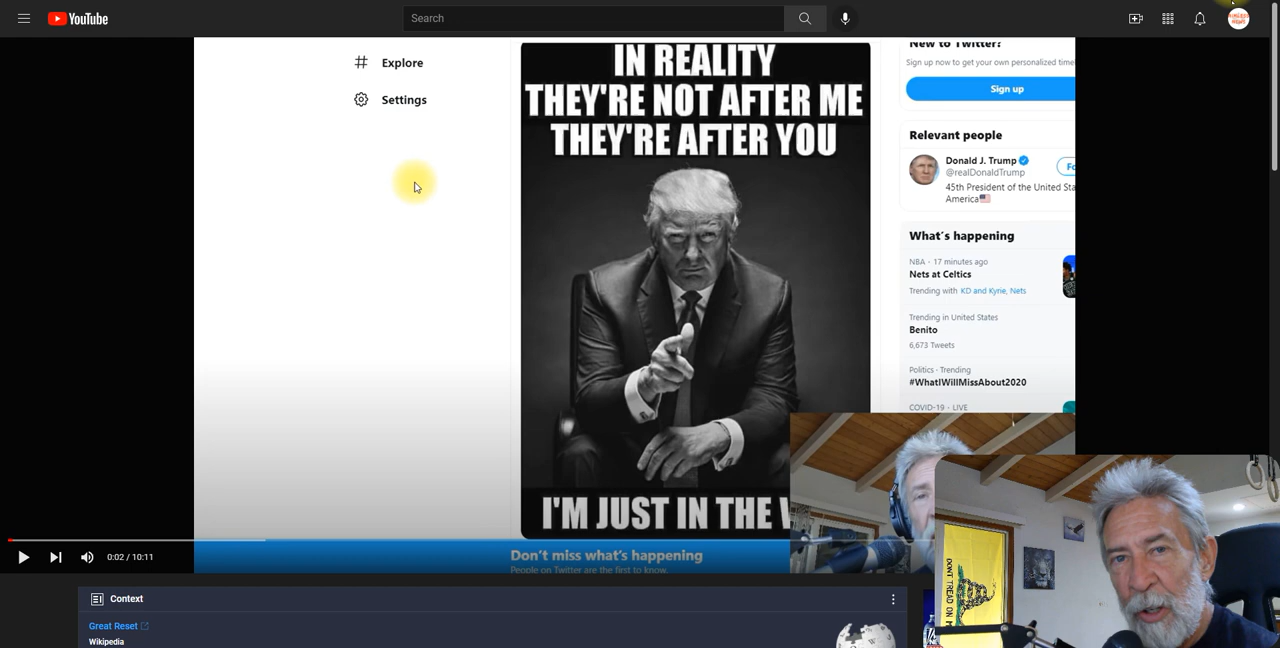 YouTube
Search
Explore
Settings
IN REALITY
THEY'RE NOT AFTER ME
THEY'RE AFTER YOU
I'M JUST IN THE
New to Twitter?
Sign up now to get your own personalized
Sign up
Relevant people
Donald J. Trump
@realDonaldTrump
45th President of the United
America
What's happening
NBA · 17 minutes ago
Nets at Celtics
Trending with KD and Kyrie, Nets
Trending in United States
Benito
6,673 Tweets
Politics · Trending
#WhatIWillMissAbout2020
COVID-19 · LIVE
Don't miss what's happening
People on Twitter are the first to know.
0:02 / 10:11
DONT TREAD ON
Context
Great Reset
Wikipedia